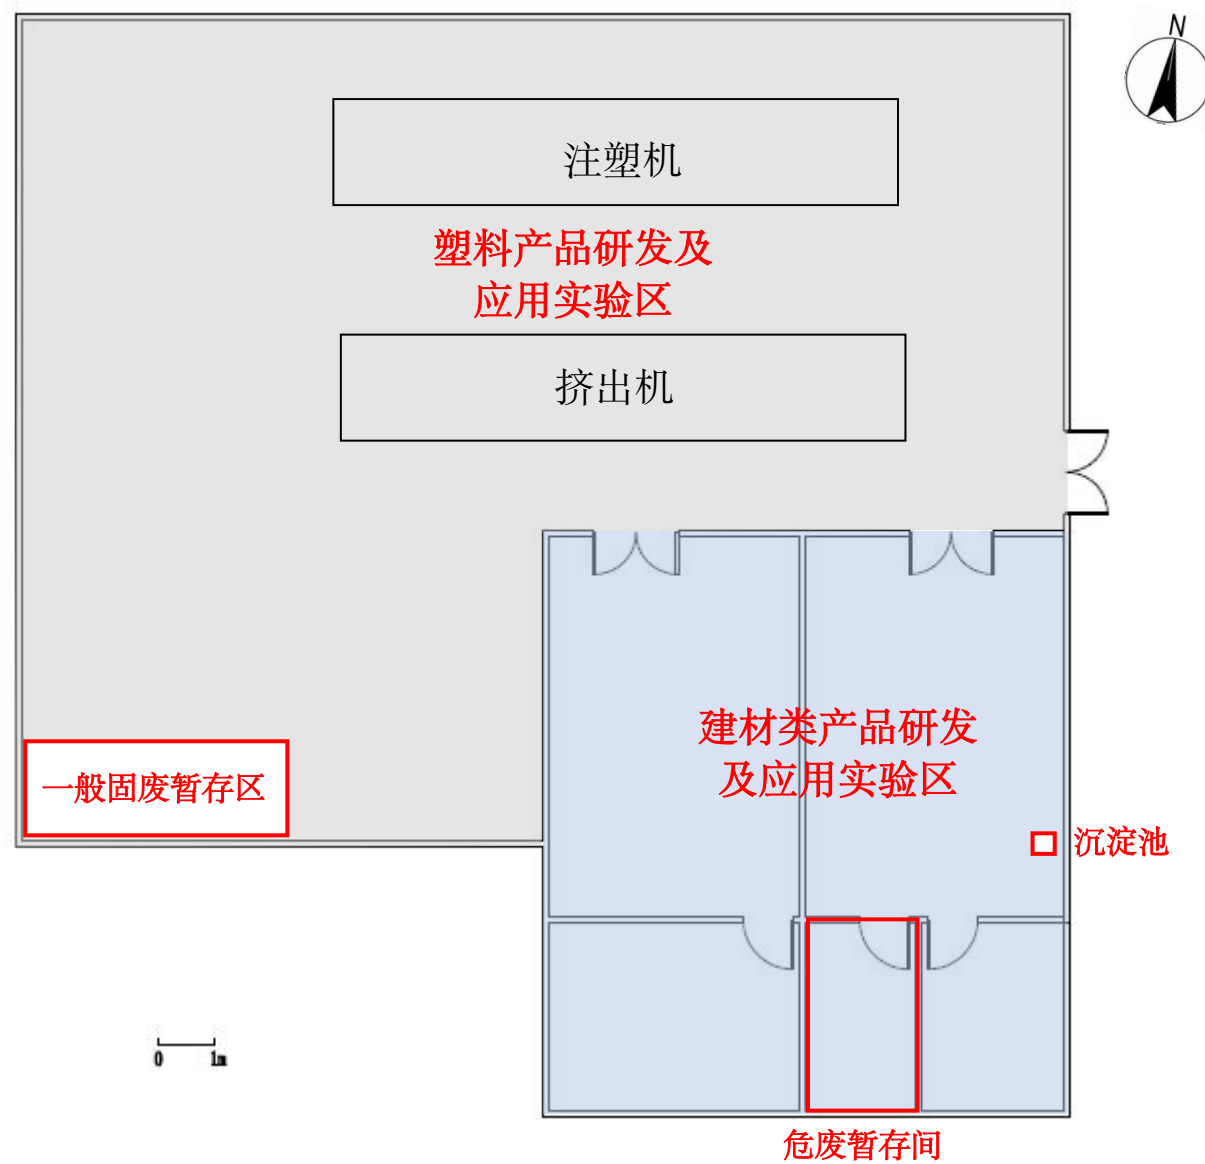 N
注塑机
塑料产品研发及
应用实验区
挤出机
建材类产品研发
及应用实验区
一般固废暂存区
沉淀池
0 1m
危废暂存间